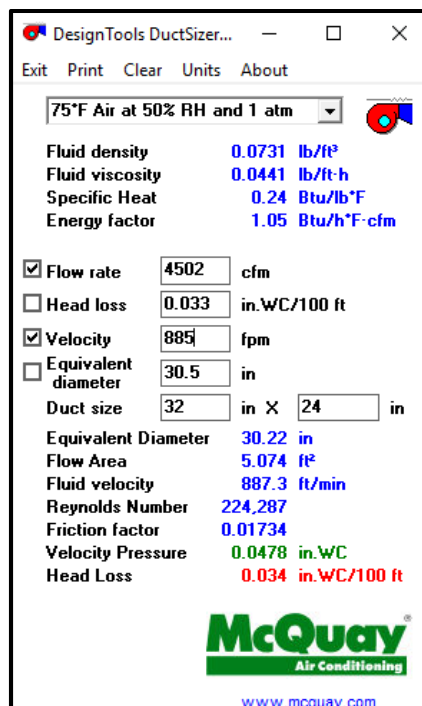 DesignTools DuctSizer...
Exit Print Clear Units About
75°F Air at 50% RH and 1 atm
Fluid density 0.0731 lb/ft³
Fluid viscosity 0.0441 lb/ft·h
Specific Heat 0.24 Btu/lb°F
Energy factor 1.05 Btu/h°F·cfm
Flow rate 4502 cfm
Head loss 0.033 in.WC/100 ft
Velocity 885 fpm
Equivalent diameter 30.5 in
Duct size 32 in X 24 in
Equivalent Diameter 30.22 in
Flow Area 5.074 ft²
Fluid velocity 887.3 ft/min
Reynolds Number 224,287
Friction factor 0.01734
Velocity Pressure 0.0478 in.WC
Head Loss 0.034 in.WC/100 ft
McQuay®
Air Conditioning
www.mcquay.com